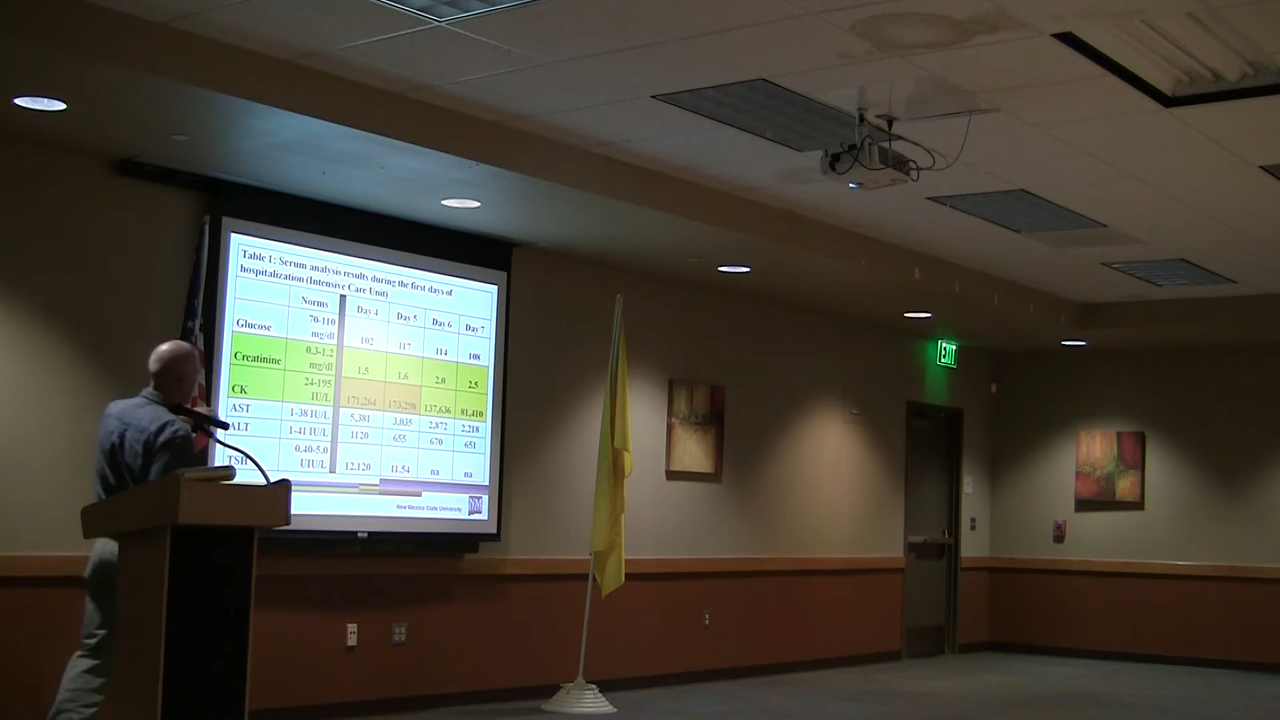 Table 1: Serum analysis results during the first days of
hospitalization (Intensive Care Unit)
Norms Day 4 Day 5 Day 6 Day 7
Glucose 70-110 mg/dl 102 117 114 108
Creatinine 0.3-1.2 mg/dl 1.5 1.6 2.0 2.5
CK 24-195 IU/L 171,264 173,298 137,636 81,410
AST 1-38 IU/L 5,381 3,035 2,872 2,218
ALT 1-41 IU/L 1120 655 670 651
TSH 0.40-5.0 UIU/L 12.120 11.54 na na
New Mexico State University
EXIT